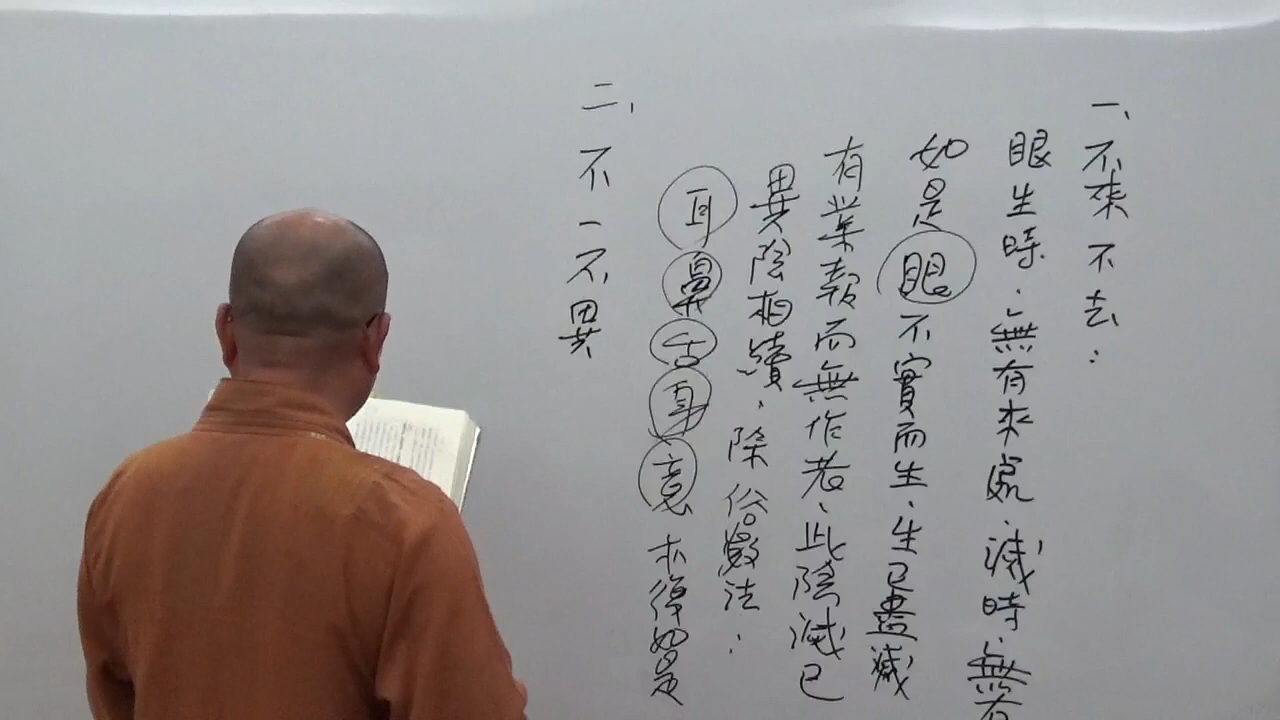 一、不來不去：
眼生時、無有來處、滅時、無有
如是眼不實而生、生已盡滅
有業報而無作者、此陰滅已
異陰相續、除俗數法：
耳鼻舌身意亦復如是
二、不一不異